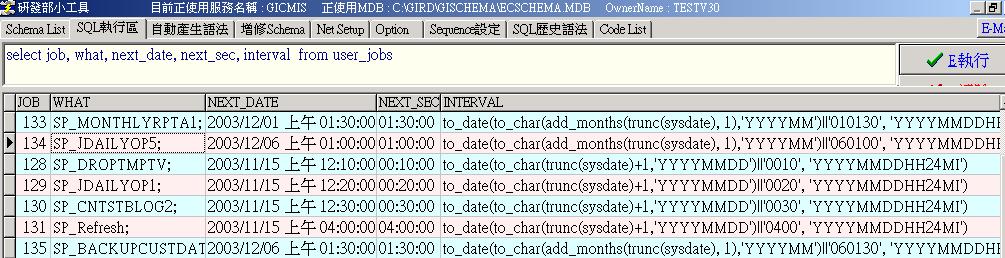 研發部小工具 目前正使用服務名稱 : GICMIS 正使用MDB : C:\GIRD\GISCHEMA\ECSCHEMA.MDB OwnerName : TESTV30
Schema List SQL執行區 自動產生語法 增修Schema Net Setup Option Sequence設定 SQL歷史語法 Code List E-Ma
select job, what, next_date, next_sec, interval from user_jobs
E執行
JOB WHAT NEXT_DATE NEXT_SEC INTERVAL
133 SP_MONTHLYRPTA1; 2003/12/01 上午 01:30:00 01:30:00 to_date(to_char(add_months(trunc(sysdate), 1),'YYYYMM')||'010130', 'YYYYMMDDHH
134 SP_JDAILYOP5; 2003/12/06 上午 01:00:00 01:00:00 to_date(to_char(add_months(trunc(sysdate), 1),'YYYYMM')||'060100', 'YYYYMMDDHH
128 SP_DROPTMPTV; 2003/11/15 上午 12:10:00 00:10:00 to_date(to_char(trunc(sysdate)+1,'YYYYMMDD')||'0010', 'YYYYMMDDHH24MI')
129 SP_JDAILYOP1; 2003/11/15 上午 12:20:00 00:20:00 to_date(to_char(trunc(sysdate)+1,'YYYYMMDD')||'0020', 'YYYYMMDDHH24MI')
130 SP_CNTSTBLOG2; 2003/11/15 上午 12:30:00 00:30:00 to_date(to_char(trunc(sysdate)+1,'YYYYMMDD')||'0030', 'YYYYMMDDHH24MI')
131 SP_Refresh; 2003/11/15 上午 04:00:00 04:00:00 to_date(to_char(trunc(sysdate)+1,'YYYYMMDD')||'0400', 'YYYYMMDDHH24MI')
135 SP_BACKUPCUSTDAT 2003/12/06 上午 01:30:00 01:30:00 to_date(to_char(add_months(trunc(sysdate), 1),'YYYYMM')||'060130', 'YYYYMMDDHH